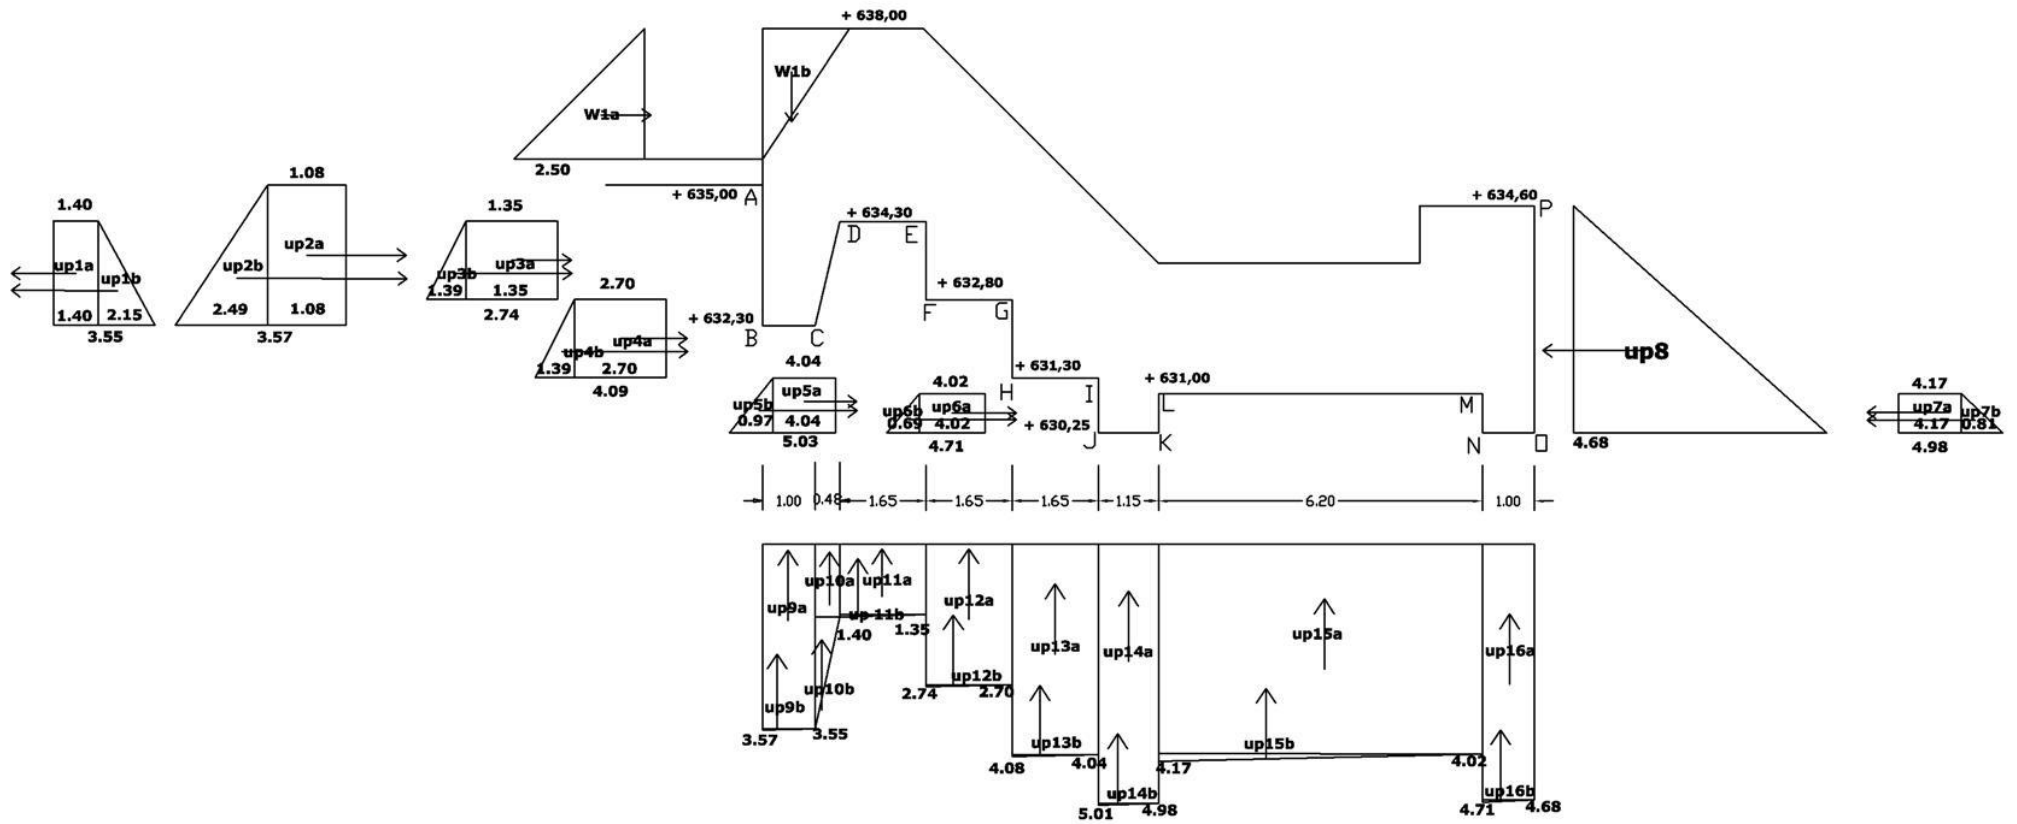 + 638,00
W1b
W1a
2.50
+ 635,00
A
1.08
1.40
1.35
up2a
up1a
up2b
up1b
up3b
up3a
1.39
1.35
2.74
2.49
1.08
1.40
2.15
3.55
3.57
2.70
up4a
up4b
1.39
2.70
4.09
+ 632,30
B
C
+ 634,30
D
E
+ 632,80
F
G
+ 634,60
P
4.04
up5a
up5b
0.97
4.04
5.03
4.02
up6b
up6a
0.69
4.02
4.71
+ 631,30
H
I
+ 630,25
J
K
+ 631,00
L
M
N
O
up8
4.68
4.17
up7a
up7b
4.17
0.81
4.98
1.00
0.48
1.65
1.65
1.65
1.15
6.20
1.00
up9a
up10a
up11a
up 11b
1.40
1.35
up12a
up13a
up14a
up15a
up16a
up9b
up10b
3.57
3.55
up12b
2.74
2.70
up13b
4.08
4.04
up14b
5.01
4.98
4.17
up15b
4.02
up16b
4.71
4.68